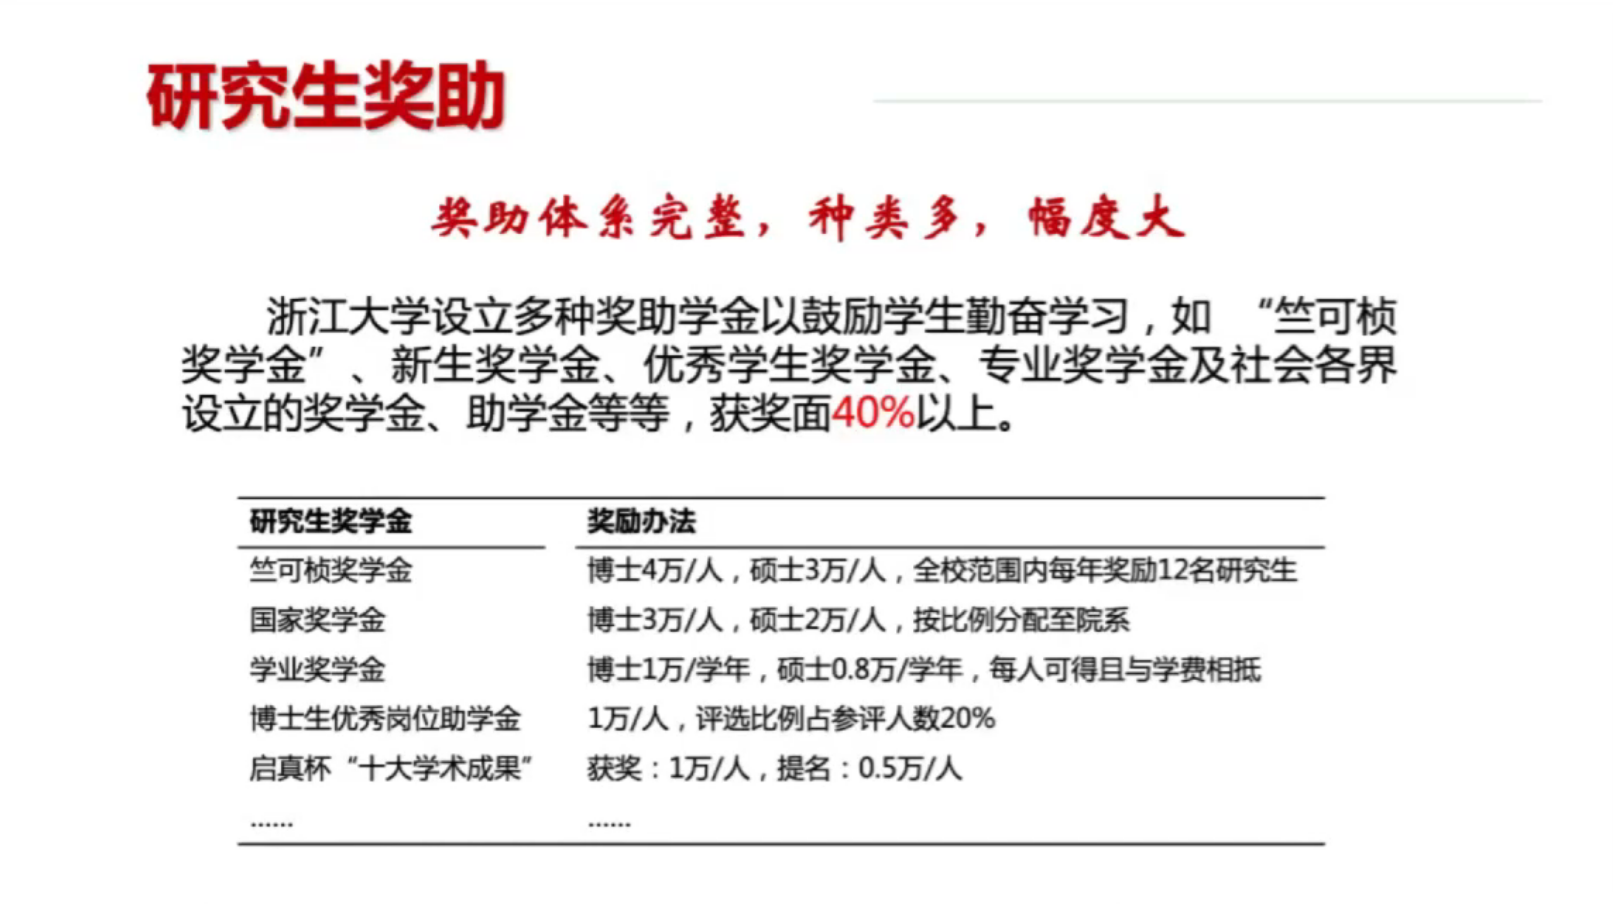 研究生奖助
奖助体系完整，种类多，幅度大
浙江大学设立多种奖助学金以鼓励学生勤奋学习，如 “竺可桢
奖学金”、新生奖学金、优秀学生奖学金、专业奖学金及社会各界
设立的奖学金、助学金等等，获奖面40%以上。
研究生奖学金 奖励办法
竺可桢奖学金 博士4万/人，硕士3万/人，全校范围内每年奖励12名研究生
国家奖学金 博士3万/人，硕士2万/人，按比例分配至院系
学业奖学金 博士1万/学年，硕士0.8万/学年，每人可得且与学费相抵
博士生优秀岗位助学金 1万/人，评选比例占参评人数20%
启真杯“十大学术成果” 获奖：1万/人，提名：0.5万/人
…… ……